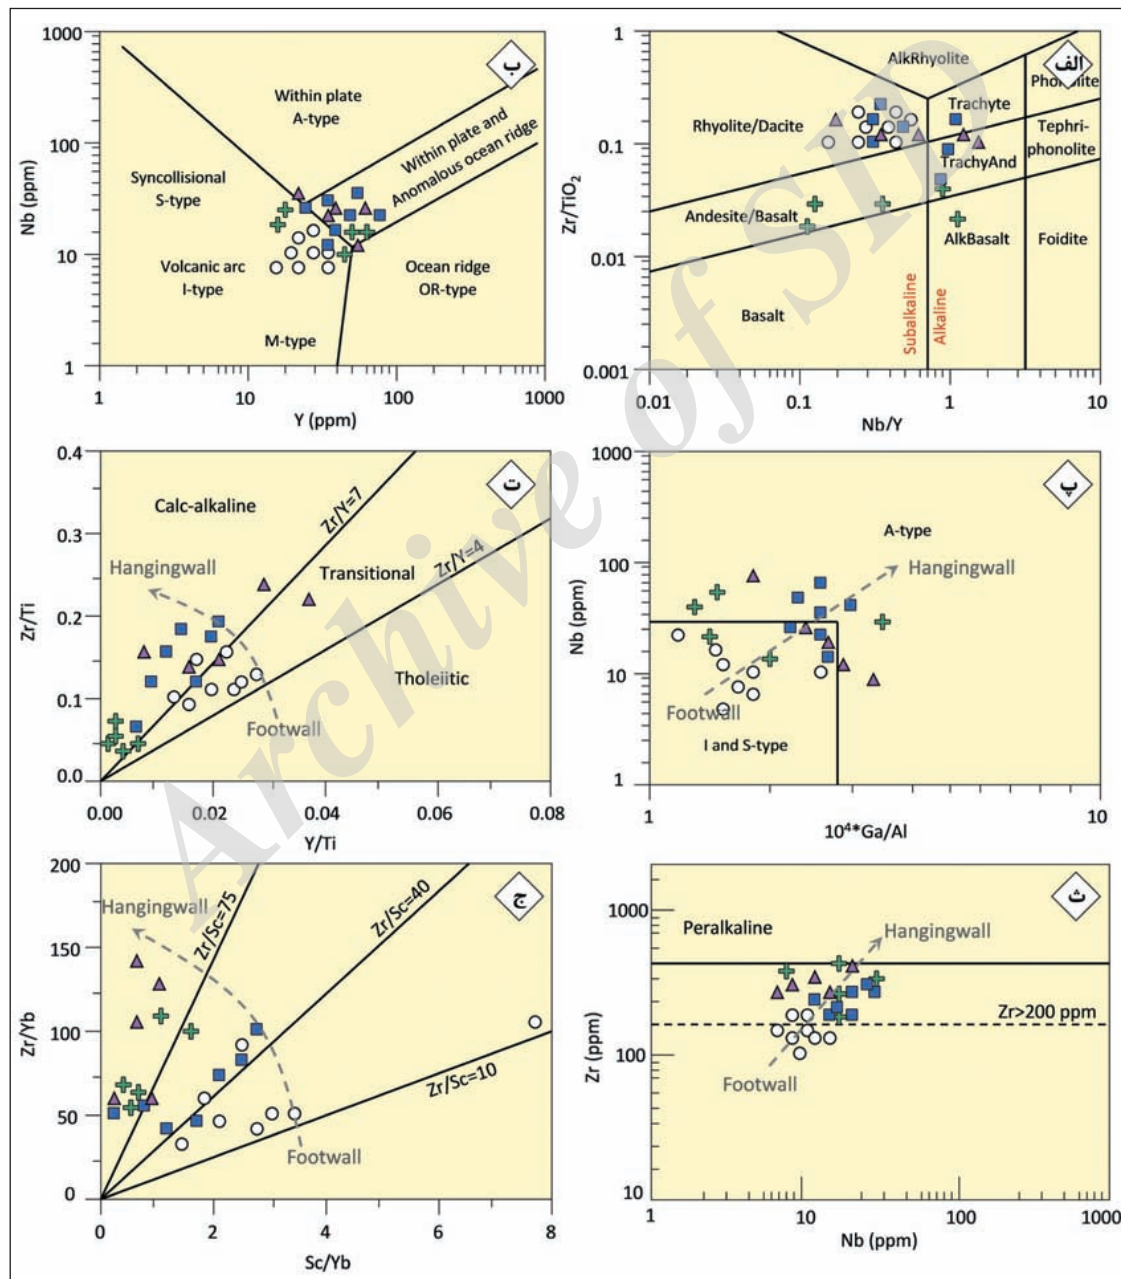 ب
1000
100
10
1
Nb (ppm)
Within plate
A-type
Within plate and
Anomalous ocean ridge
Syncollisional
S-type
Volcanic arc
I-type
Ocean ridge
OR-type
M-type
1
10
100
1000
Y (ppm)
الف
1
0.1
0.01
0.001
Zr/TiO2
AlkRhyolite
Phonolite
Rhyolite/Dacite
Trachyte
Tephri-
phonolite
TrachyAnd
Andesite/Basalt
AlkBasalt
Foidite
Basalt
Subalkaline
Alkaline
0.01
0.1
1
10
Nb/Y
ت
0.4
0.3
0.2
0.1
0.0
Zr/Ti
Calc-alkaline
Zr/Y=7
Hangingwall
Transitional
Zr/Y=4
Tholeiitic
Footwall
0.00
0.02
0.04
0.06
0.08
Y/Ti
پ
1000
100
10
1
Nb (ppm)
A-type
Hangingwall
Footwall
I and S-type
1
10
10⁴*Ga/Al
ج
200
150
100
50
0
Zr/Yb
Hangingwall
Zr/Sc=75
Zr/Sc=40
Zr/Sc=10
Footwall
0
2
4
6
8
Sc/Yb
ث
1000
100
10
Zr (ppm)
Peralkaline
Hangingwall
Zr>200 ppm
Footwall
1
10
100
1000
Nb (ppm)
Archive of SID